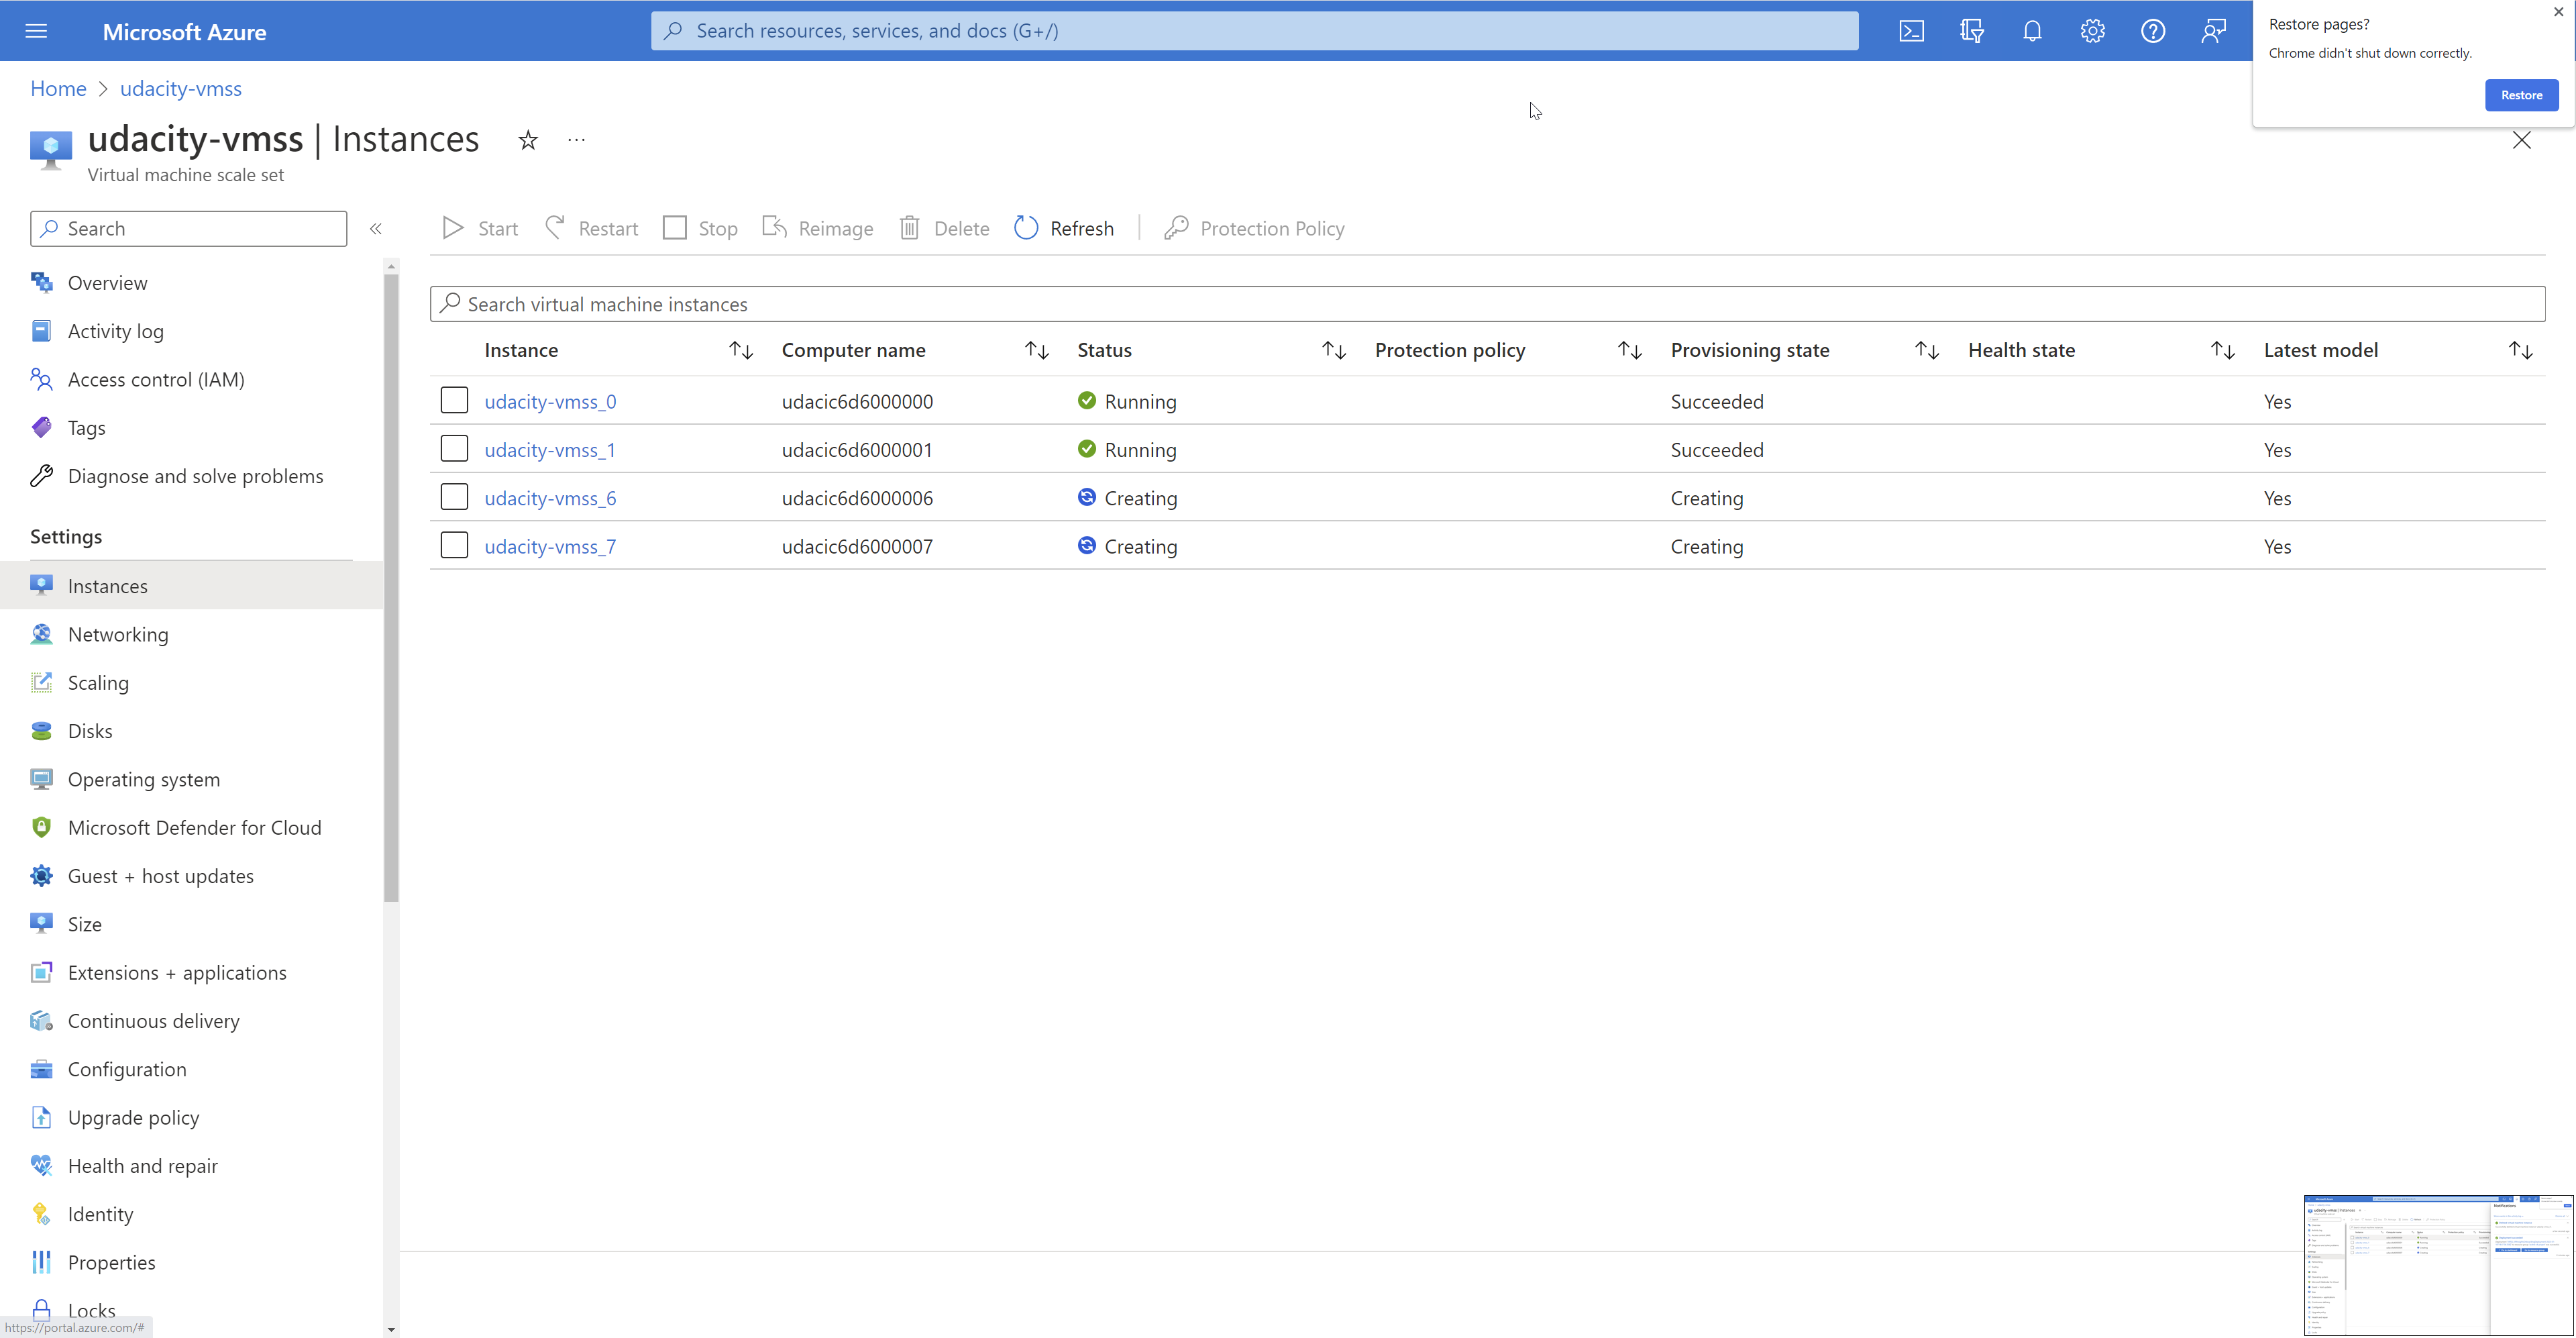 Microsoft Azure
Search resources, services, and docs (G+/)
Restore pages?
Chrome didn't shut down correctly.
Restore
Home > udacity-vmss
udacity-vmss | Instances
Virtual machine scale set
Search
Start Restart Stop Reimage Delete Refresh Protection Policy
Search virtual machine instances
Overview
Activity log
Access control (IAM)
Tags
Diagnose and solve problems
Settings
Instances
Networking
Scaling
Disks
Operating system
Microsoft Defender for Cloud
Guest + host updates
Size
Extensions + applications
Continuous delivery
Configuration
Upgrade policy
Health and repair
Identity
Properties
Locks
Instance Computer name Status Protection policy Provisioning state Health state Latest model
udacity-vmss_0 udacic6d6000000 Running Succeeded Yes
udacity-vmss_1 udacic6d6000001 Running Succeeded Yes
udacity-vmss_6 udacic6d6000006 Creating Creating Yes
udacity-vmss_7 udacic6d6000007 Creating Creating Yes
https://portal.azure.com/#